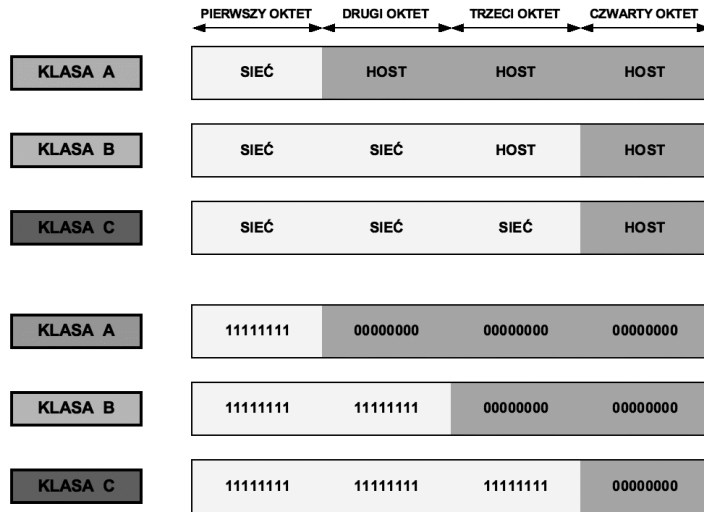 PIERWSZY OKTET DRUGI OKTET TRZECI OKTET CZWARTY OKTET
KLASA A SIEĆ HOST HOST HOST
KLASA B SIEĆ SIEĆ HOST HOST
KLASA C SIEĆ SIEĆ SIEĆ HOST
KLASA A 11111111 00000000 00000000 00000000
KLASA B 11111111 11111111 00000000 00000000
KLASA C 11111111 11111111 11111111 00000000